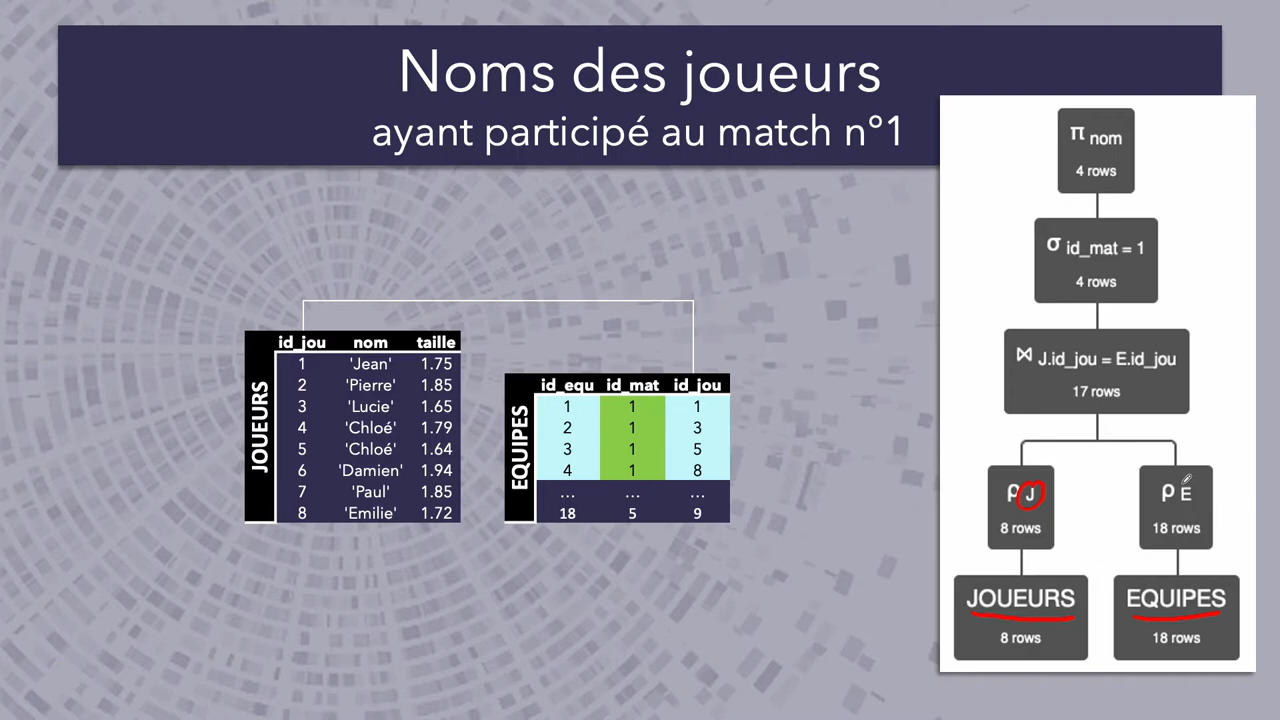 Noms des joueurs
ayant participé au match n°1
π nom
4 rows
σ id_mat = 1
4 rows
⋈ J.id_jou = E.id_jou
17 rows
ρ J
8 rows
ρ E
18 rows
JOUEURS
8 rows
EQUIPES
18 rows
JOUEURS
id_jou nom taille
1 'Jean' 1.75
2 'Pierre' 1.85
3 'Lucie' 1.65
4 'Chloé' 1.79
5 'Chloé' 1.64
6 'Damien' 1.94
7 'Paul' 1.85
8 'Emilie' 1.72
EQUIPES
id_equ id_mat id_jou
1 1 1
2 1 3
3 1 5
4 1 8
... ... ...
18 5 9